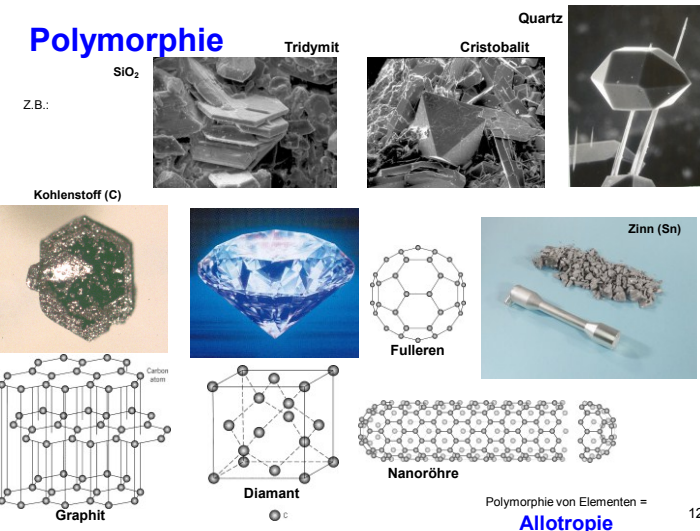 Polymorphie
Quartz
Tridymit
Cristobalit
SiO₂
Z.B.:
Kohlenstoff (C)
Zinn (Sn)
Fulleren
Carbon
atom
Nanoröhre
Diamant
C
Graphit
Polymorphie von Elementen =
Allotropie
12